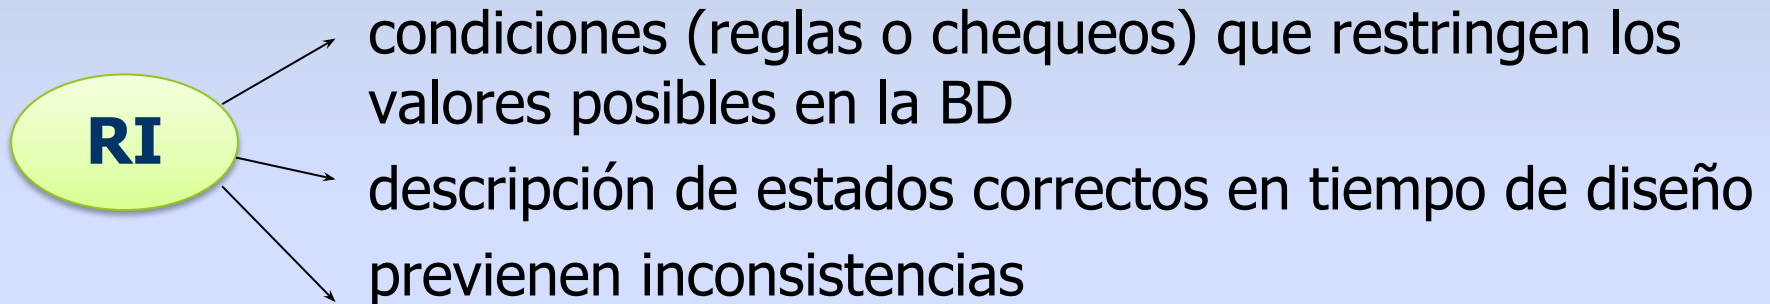 RI
condiciones (reglas o chequeos) que restringen los
valores posibles en la BD
descripción de estados correctos en tiempo de diseño
previenen inconsistencias